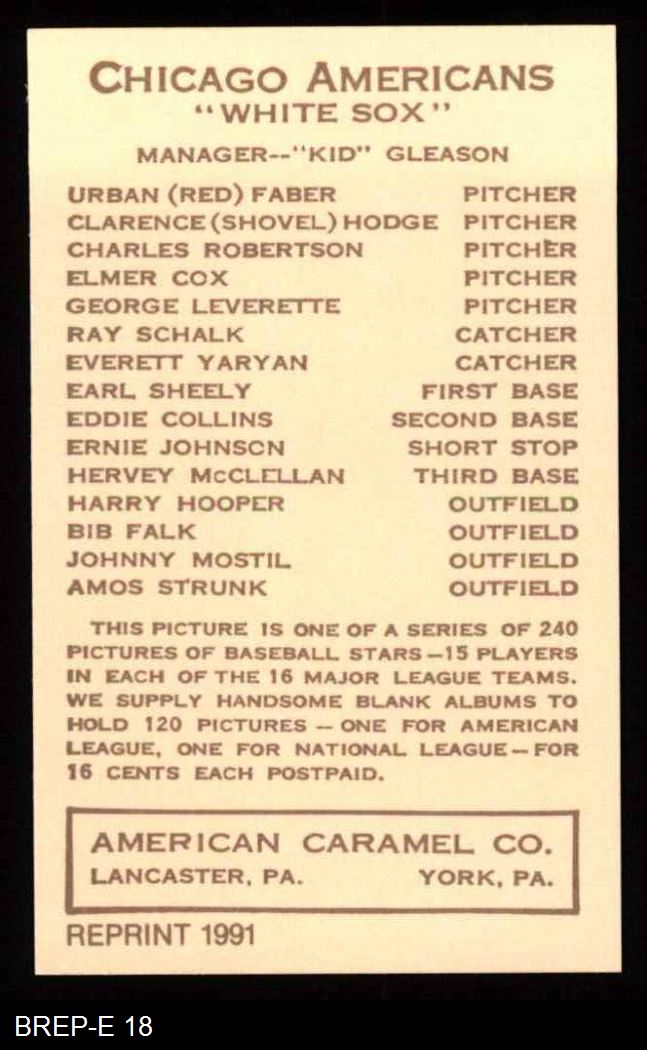 CHICAGO AMERICANS
"WHITE SOX"
MANAGER--"KID" GLEASON
URBAN (RED) FABER PITCHER
CLARENCE (SHOVEL) HODGE PITCHER
CHARLES ROBERTSON PITCHER
ELMER COX PITCHER
GEORGE LEVERETTE PITCHER
RAY SCHALK CATCHER
EVERETT YARYAN CATCHER
EARL SHEELY FIRST BASE
EDDIE COLLINS SECOND BASE
ERNIE JOHNSON SHORT STOP
HERVEY McCLELLAN THIRD BASE
HARRY HOOPER OUTFIELD
BIB FALK OUTFIELD
JOHNNY MOSTIL OUTFIELD
AMOS STRUNK OUTFIELD
THIS PICTURE IS ONE OF A SERIES OF 240
PICTURES OF BASEBALL STARS—15 PLAYERS
IN EACH OF THE 16 MAJOR LEAGUE TEAMS.
WE SUPPLY HANDSOME BLANK ALBUMS TO
HOLD 120 PICTURES — ONE FOR AMERICAN
LEAGUE, ONE FOR NATIONAL LEAGUE—FOR
16 CENTS EACH POSTPAID.
AMERICAN CARAMEL CO.
LANCASTER, PA. YORK, PA.
REPRINT 1991
BREP-E 18